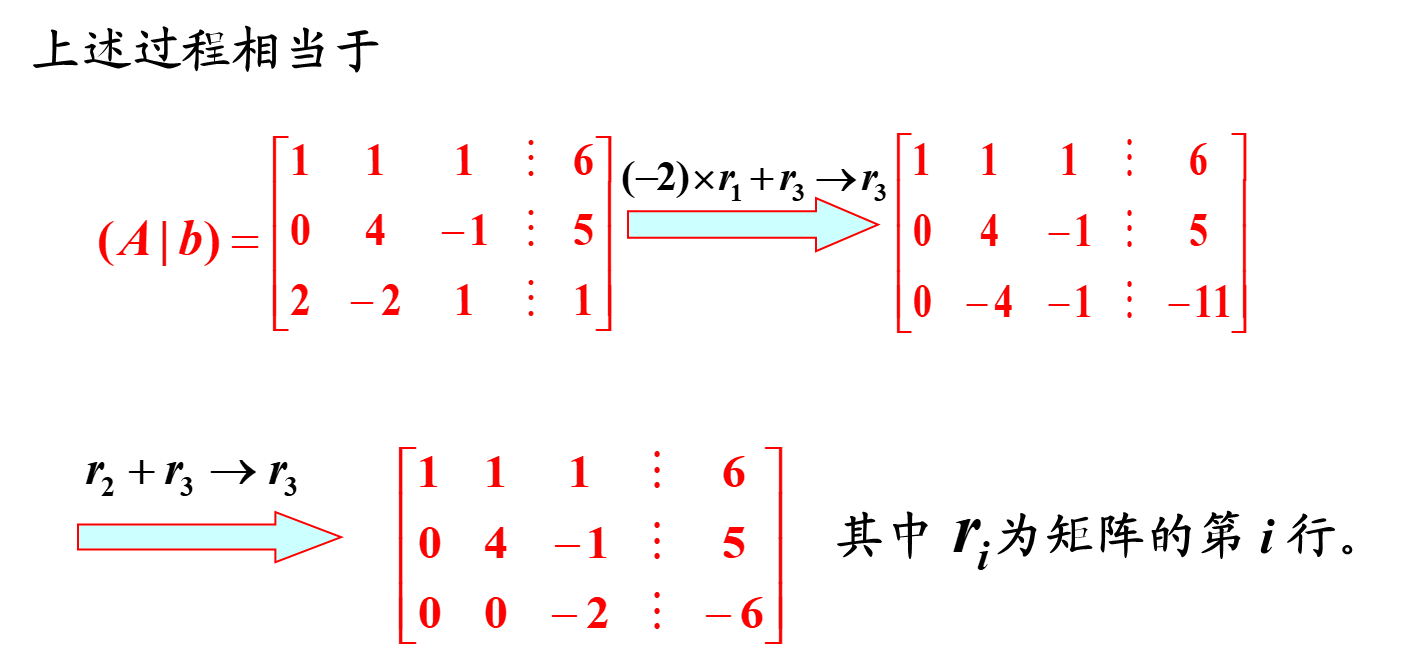 上述过程相当于
1 1 1 ⋮ 6 (−2)×r₁+r₃→r₃ 1 1 1 ⋮ 6
(A|b)= 0 4 −1 ⋮ 5 0 4 −1 ⋮ 5
2 −2 1 ⋮ 1 0 −4 −1 ⋮ −11
r₂+r₃→r₃ 1 1 1 ⋮ 6
0 4 −1 ⋮ 5 其中 rᵢ为矩阵的第 i 行。
0 0 −2 ⋮ −6